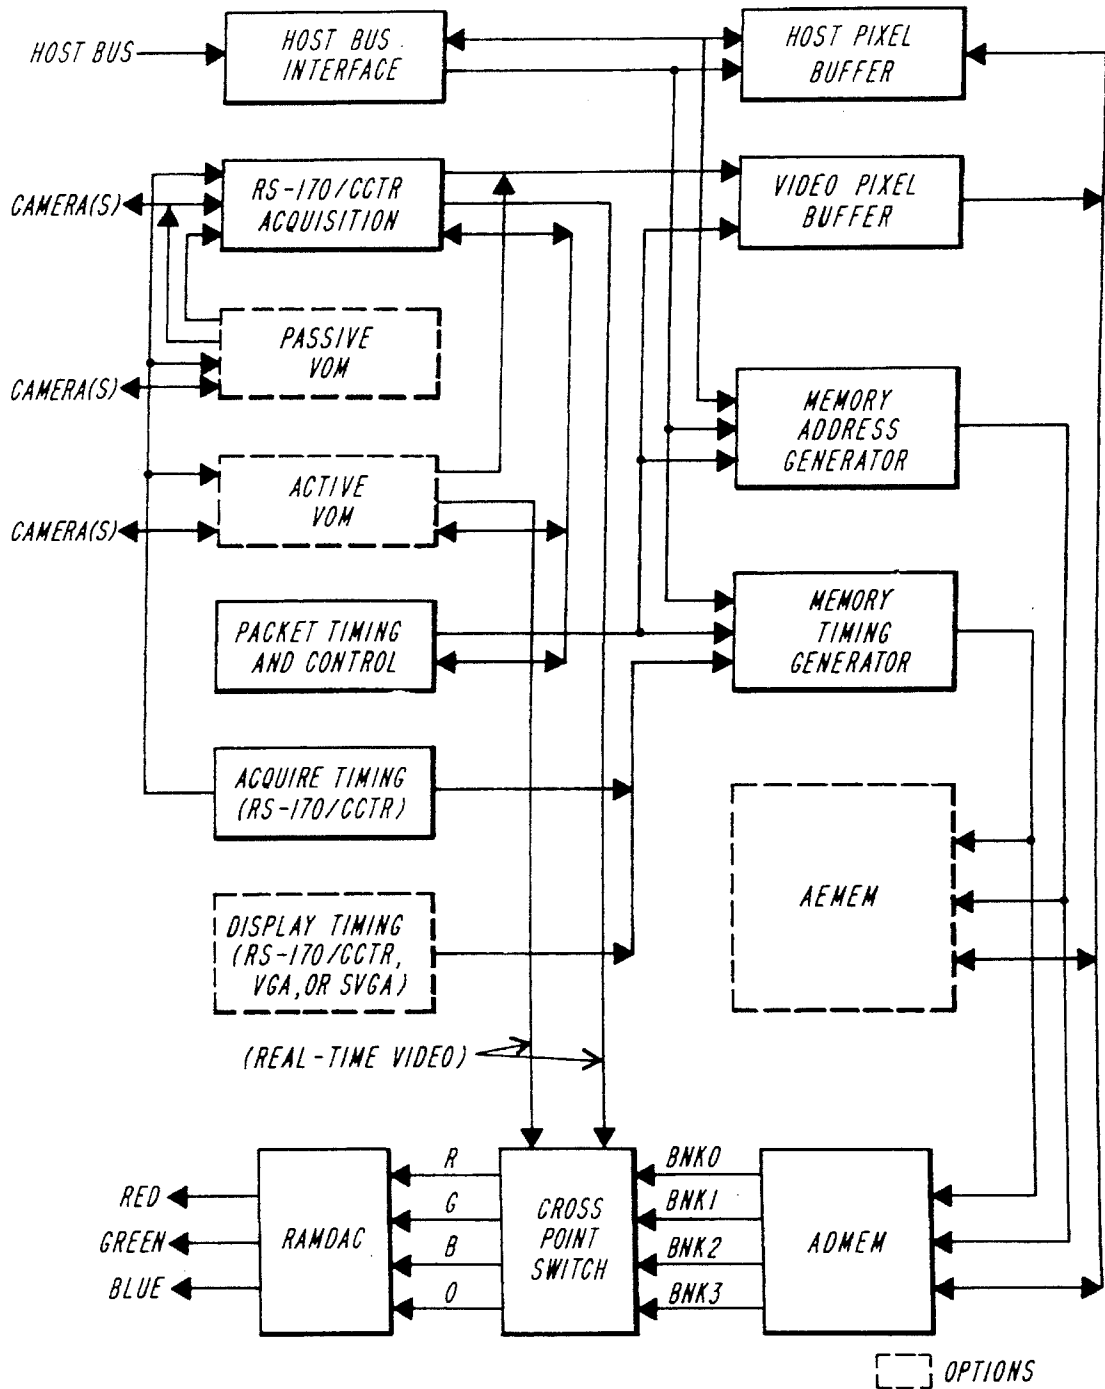 HOST BUS
HOST BUS
INTERFACE
HOST PIXEL
BUFFER
CAMERA(S)
RS-170/CCTR
ACQUISITION
VIDEO PIXEL
BUFFER
PASSIVE
VOM
CAMERA(S)
MEMORY
ADDRESS
GENERATOR
ACTIVE
VOM
CAMERA(S)
PACKET TIMING
AND CONTROL
MEMORY
TIMING
GENERATOR
ACQUIRE TIMING
(RS-170/CCTR)
AEMEM
DISPLAY TIMING
(RS-170/CCTR,
VGA, OR SVGA)
(REAL-TIME VIDEO)
RED
GREEN
BLUE
RAMDAC
R
G
B
O
CROSS
POINT
SWITCH
BNK0
BNK1
BNK2
BNK3
ADMEM
OPTIONS